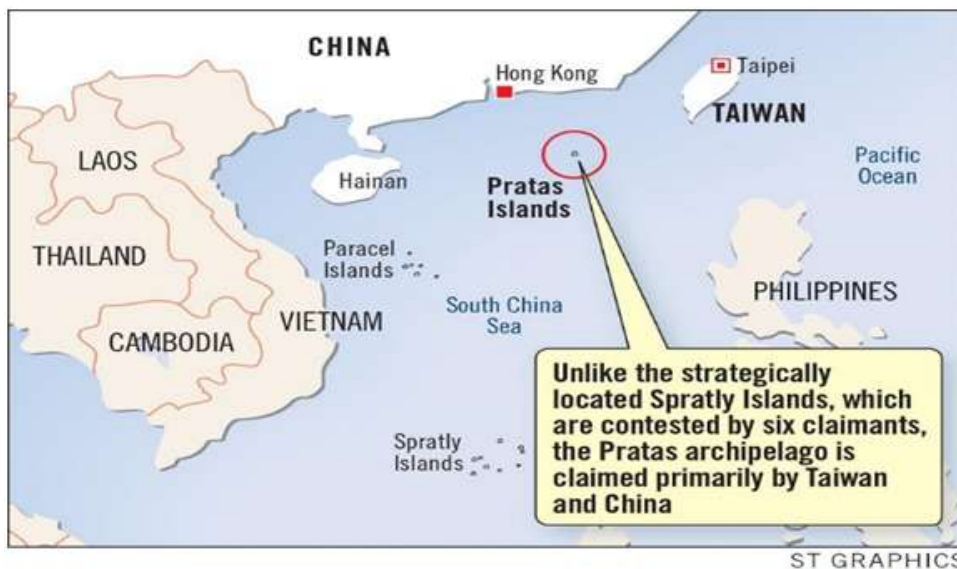 CHINA
Hong Kong
Taipei
TAIWAN
LAOS
Hainan
Pratas
Islands
Pacific
Ocean
THAILAND
Paracel
Islands
South China
Sea
PHILIPPINES
VIETNAM
CAMBODIA
Spratly
Islands
Unlike the strategically
located Spratly Islands, which
are contested by six claimants,
the Pratas archipelago is
claimed primarily by Taiwan
and China
ST GRAPHICS